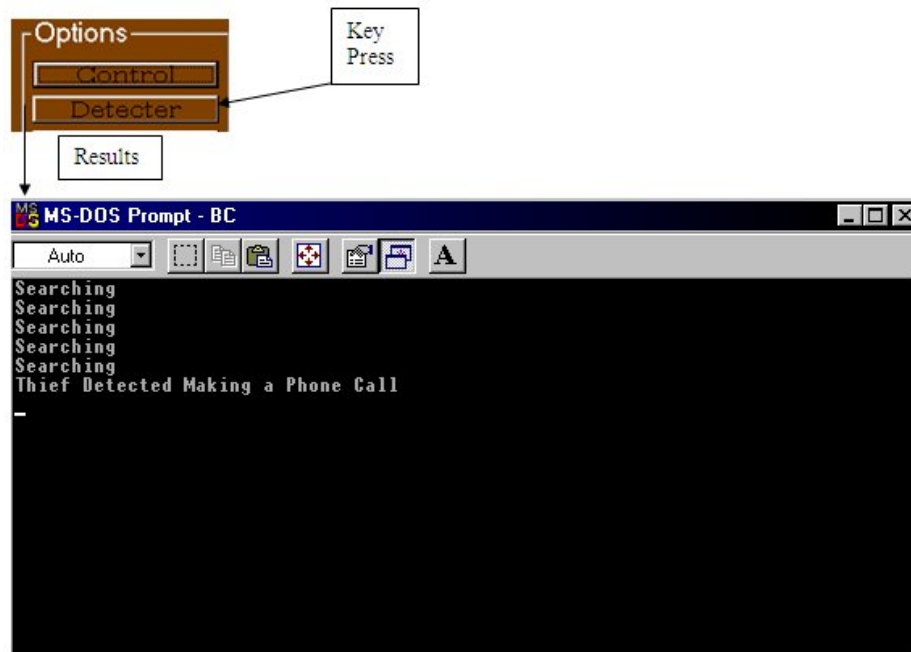 Options
Control
Detecter
Key
Press
Results
MS-DOS Prompt - BC
Auto
A
Searching
Searching
Searching
Searching
Searching
Thief Detected Making a Phone Call